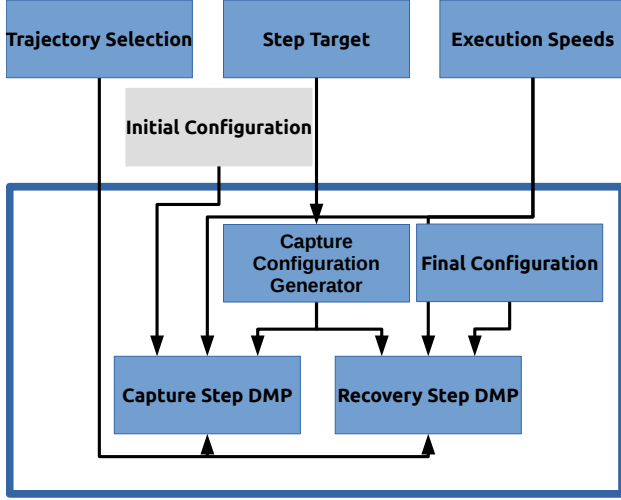 Trajectory Selection
Step Target
Execution Speeds
Initial Configuration
Capture
Configuration
Generator
Final Configuration
Capture Step DMP
Recovery Step DMP